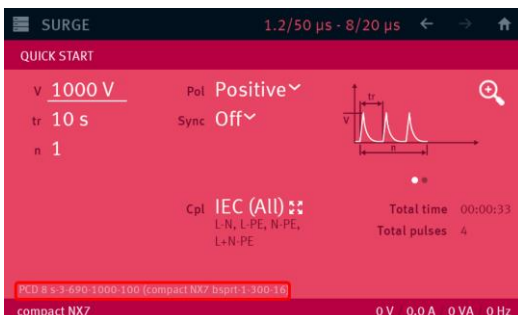 SURGE 1.2/50 µs - 8/20 µs
QUICK START
V 1000 V Pol Positive
tr 10 s Sync Off
n 1
tr
V
n
Cpl IEC (All)
L-N, L-PE, N-PE,
L+N-PE
Total time 00:00:33
Total pulses 4
PCD 8 s-3-690-1000-100 (compact NX7 bsprt-1-300-16)
compact NX7 0 V 0.0 A 0 VA 0 Hz